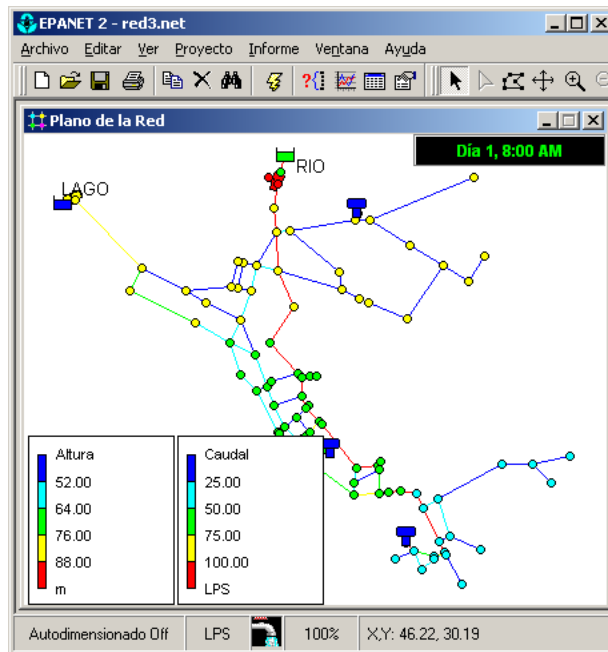 EPANET 2 - red3.net
Archivo Editar Ver Proyecto Informe Ventana Ayuda
Plano de la Red
Día 1, 8:00 AM
RIO
LAGO
Altura
52.00
64.00
76.00
88.00
m
Caudal
25.00
50.00
75.00
100.00
LPS
Autodimensionado Off LPS 100% X,Y: 46.22, 30.19